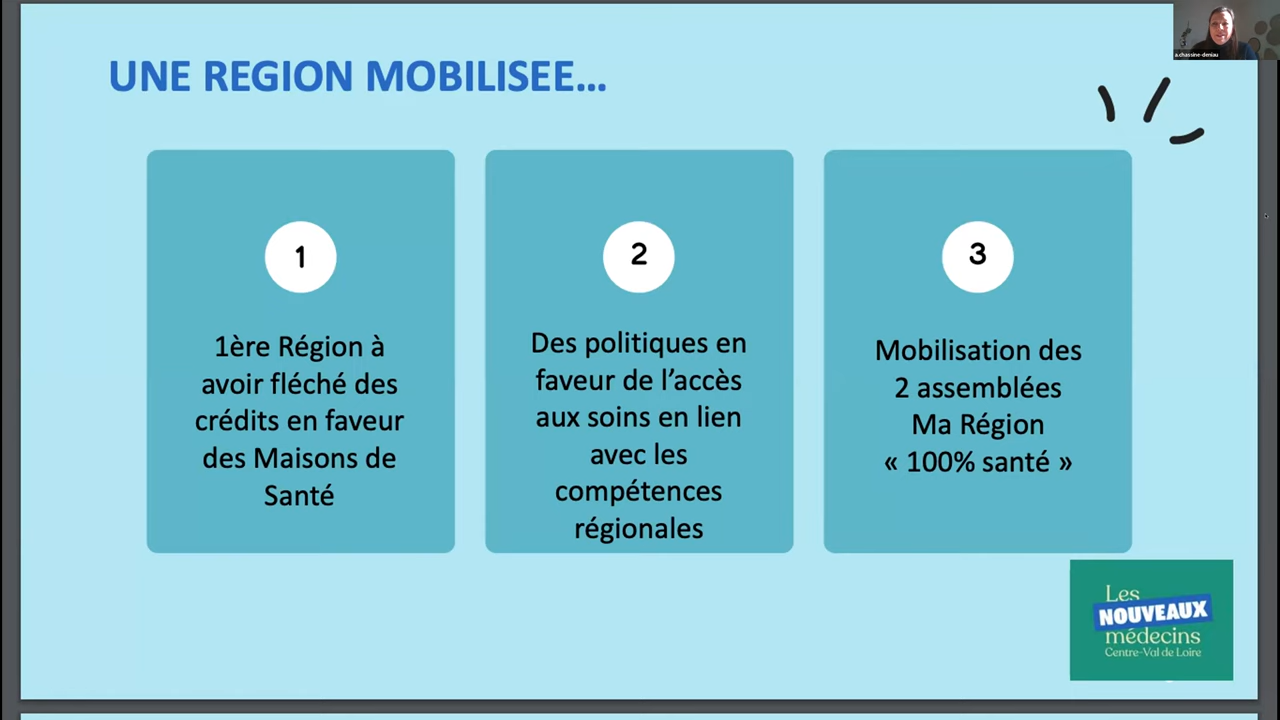 UNE REGION MOBILISEE...
a.chassine-deniau
1
1ère Région à
avoir fléché des
crédits en faveur
des Maisons de
Santé
2
Des politiques en
faveur de l’accès
aux soins en lien
avec les
compétences
régionales
3
Mobilisation des
2 assemblées
Ma Région
« 100% santé »
Les
NOUVEAUX
médecins
Centre-Val de Loire